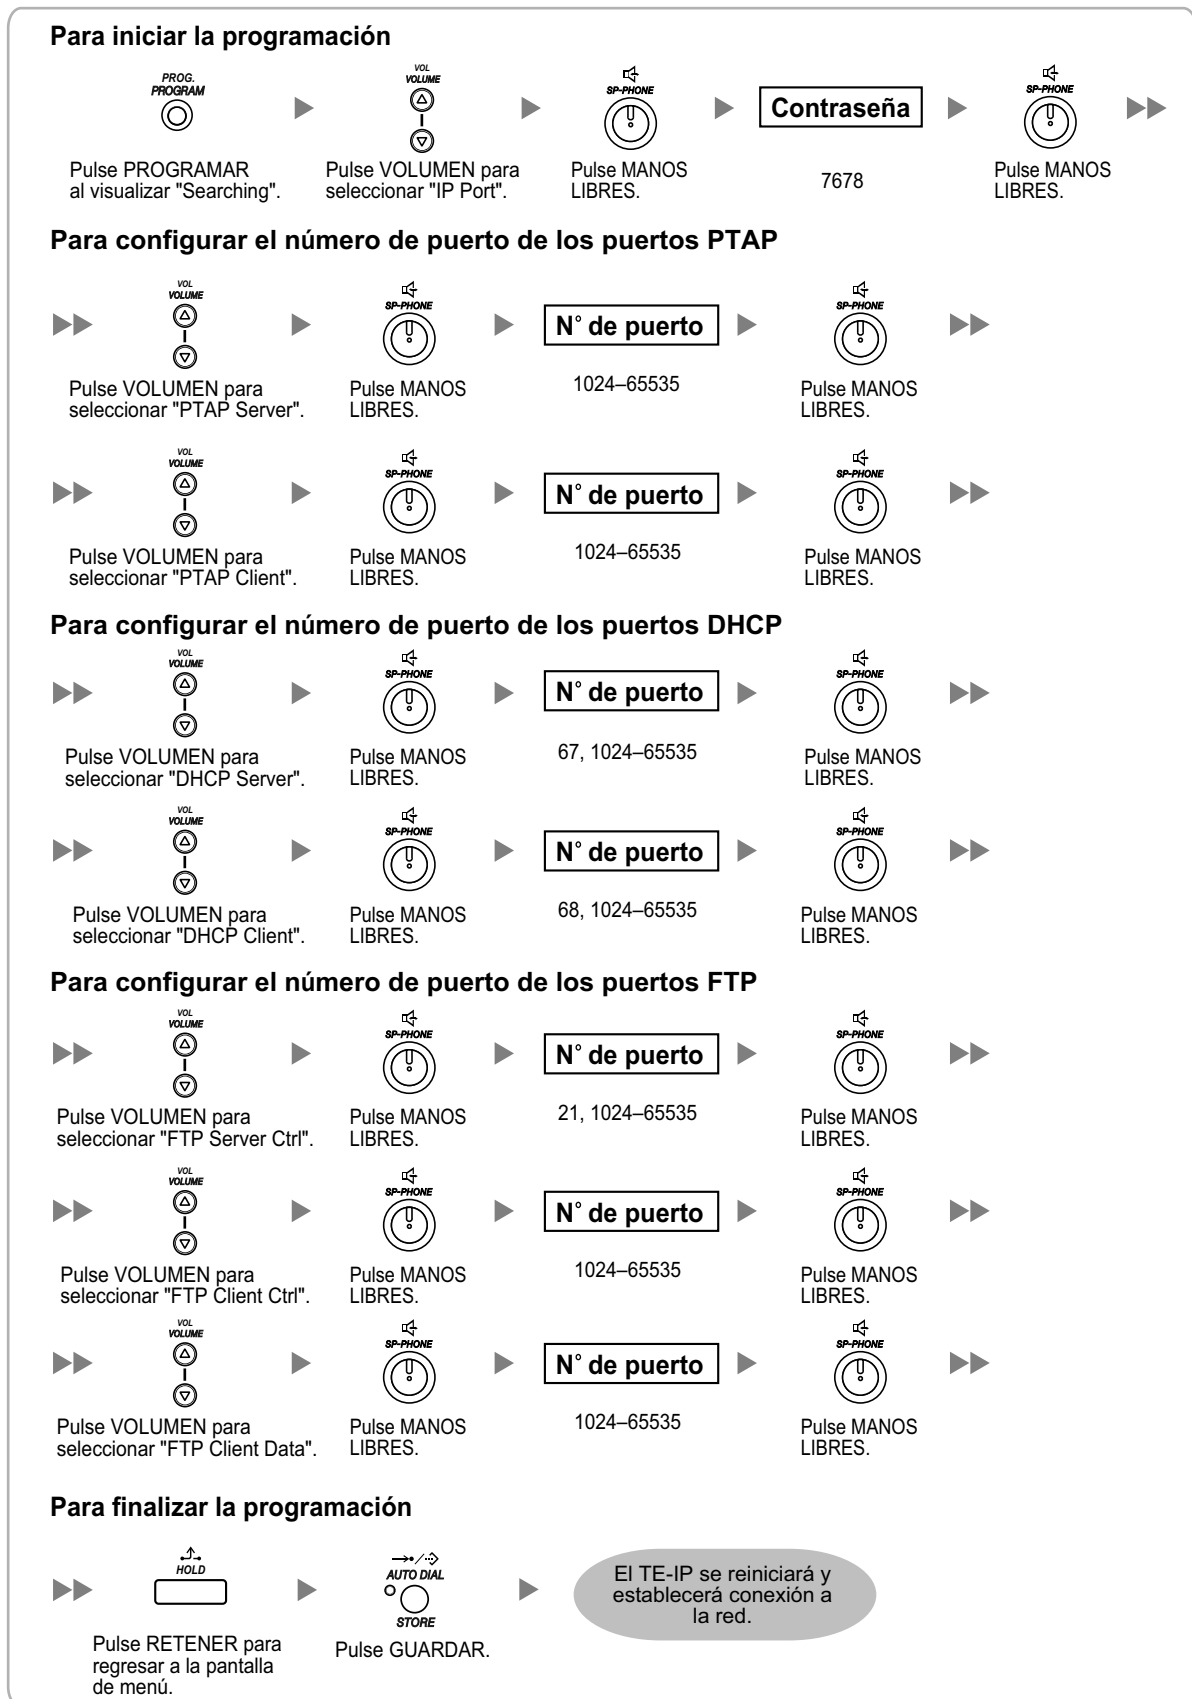 Para iniciar la programación
PROG.
PROGRAM
VOL
VOLUME
SP-PHONE
Contraseña
SP-PHONE
Pulse PROGRAMAR
al visualizar "Searching".
Pulse VOLUMEN para
seleccionar "IP Port".
Pulse MANOS
LIBRES.
7678
Pulse MANOS
LIBRES.
Para configurar el número de puerto de los puertos PTAP
VOL
VOLUME
SP-PHONE
N° de puerto
SP-PHONE
Pulse VOLUMEN para
seleccionar "PTAP Server".
Pulse MANOS
LIBRES.
1024–65535
Pulse MANOS
LIBRES.
VOL
VOLUME
SP-PHONE
N° de puerto
SP-PHONE
Pulse VOLUMEN para
seleccionar "PTAP Client".
Pulse MANOS
LIBRES.
1024–65535
Pulse MANOS
LIBRES.
Para configurar el número de puerto de los puertos DHCP
VOL
VOLUME
SP-PHONE
N° de puerto
SP-PHONE
Pulse VOLUMEN para
seleccionar "DHCP Server".
Pulse MANOS
LIBRES.
67, 1024–65535
Pulse MANOS
LIBRES.
VOL
VOLUME
SP-PHONE
N° de puerto
SP-PHONE
Pulse VOLUMEN para
seleccionar "DHCP Client".
Pulse MANOS
LIBRES.
68, 1024–65535
Pulse MANOS
LIBRES.
Para configurar el número de puerto de los puertos FTP
VOL
VOLUME
SP-PHONE
N° de puerto
SP-PHONE
Pulse VOLUMEN para
seleccionar "FTP Server Ctrl".
Pulse MANOS
LIBRES.
21, 1024–65535
Pulse MANOS
LIBRES.
VOL
VOLUME
SP-PHONE
N° de puerto
SP-PHONE
Pulse VOLUMEN para
seleccionar "FTP Client Ctrl".
Pulse MANOS
LIBRES.
1024–65535
Pulse MANOS
LIBRES.
VOL
VOLUME
SP-PHONE
N° de puerto
SP-PHONE
Pulse VOLUMEN para
seleccionar "FTP Client Data".
Pulse MANOS
LIBRES.
1024–65535
Pulse MANOS
LIBRES.
Para finalizar la programación
HOLD
AUTO DIAL
STORE
El TE-IP se reiniciará y
establecerá conexión a
la red.
Pulse RETENER para
regresar a la pantalla
de menú.
Pulse GUARDAR.